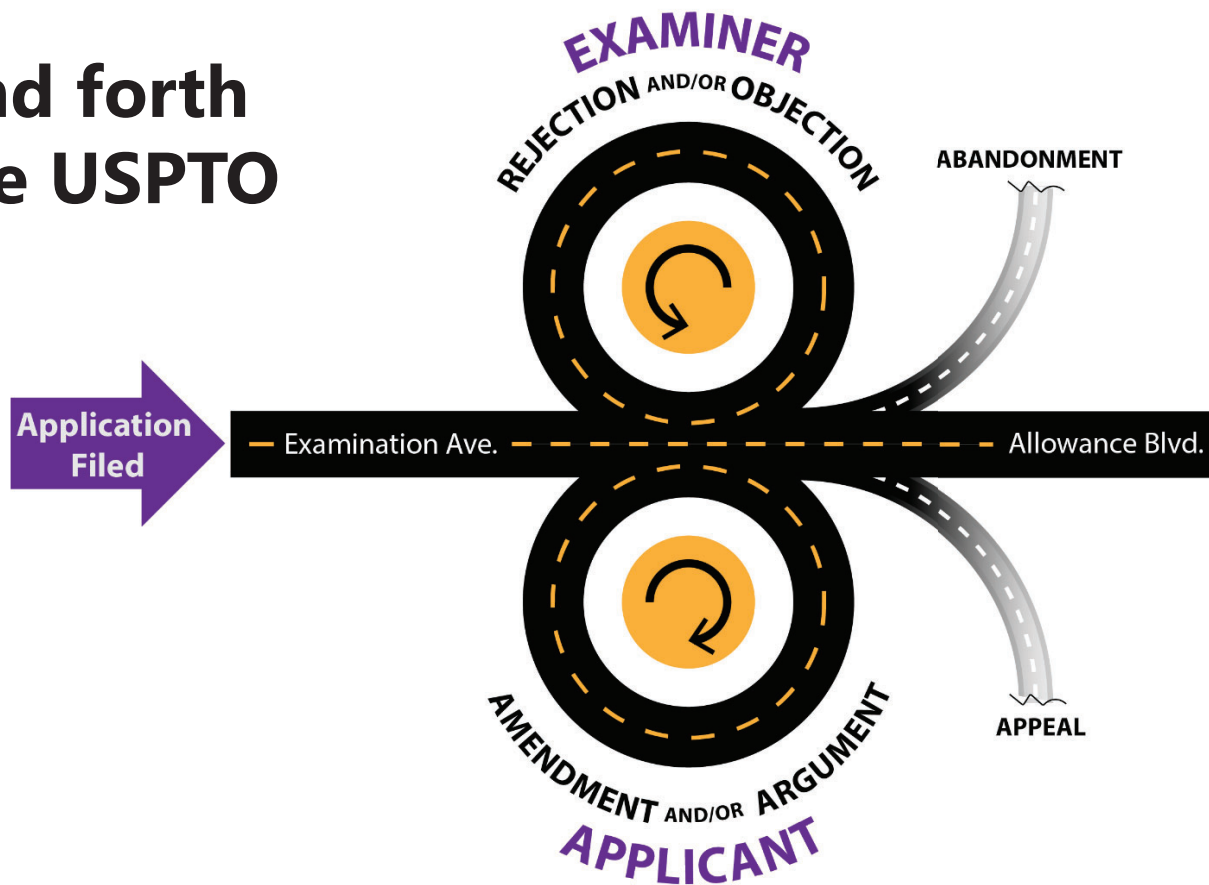 nd forth
e USPTO
EXAMINER
REJECTION AND/OR OBJECTION
ABANDONMENT
Application
Filed
Examination Ave.
Allowance Blvd.
APPEAL
AMENDMENT AND/OR ARGUMENT
APPLICANT